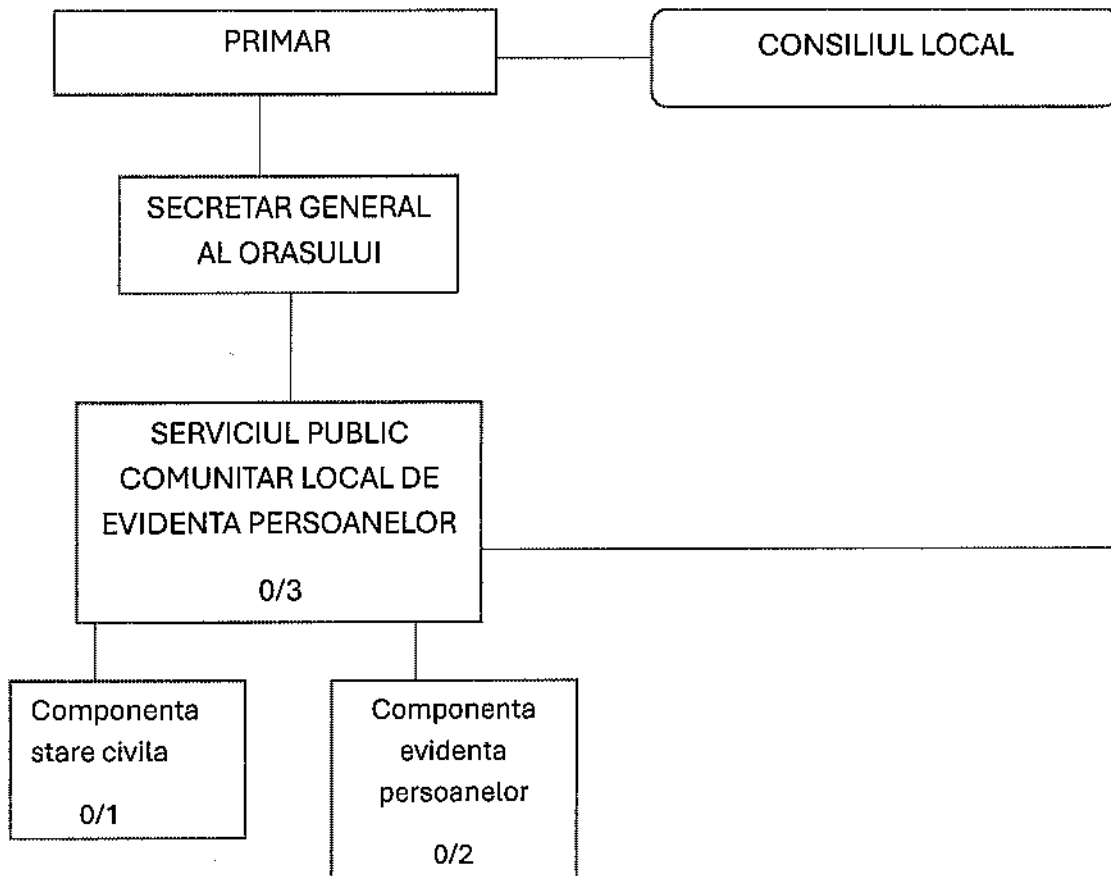 PRIMAR
CONSILIUL LOCAL
SECRETAR GENERAL
AL ORASULUI
SERVICIUL PUBLIC
COMUNITAR LOCAL DE
EVIDENTA PERSOANELOR
0/3
Componenta
stare civila
0/1
Componenta
evidenta
persoanelor
0/2